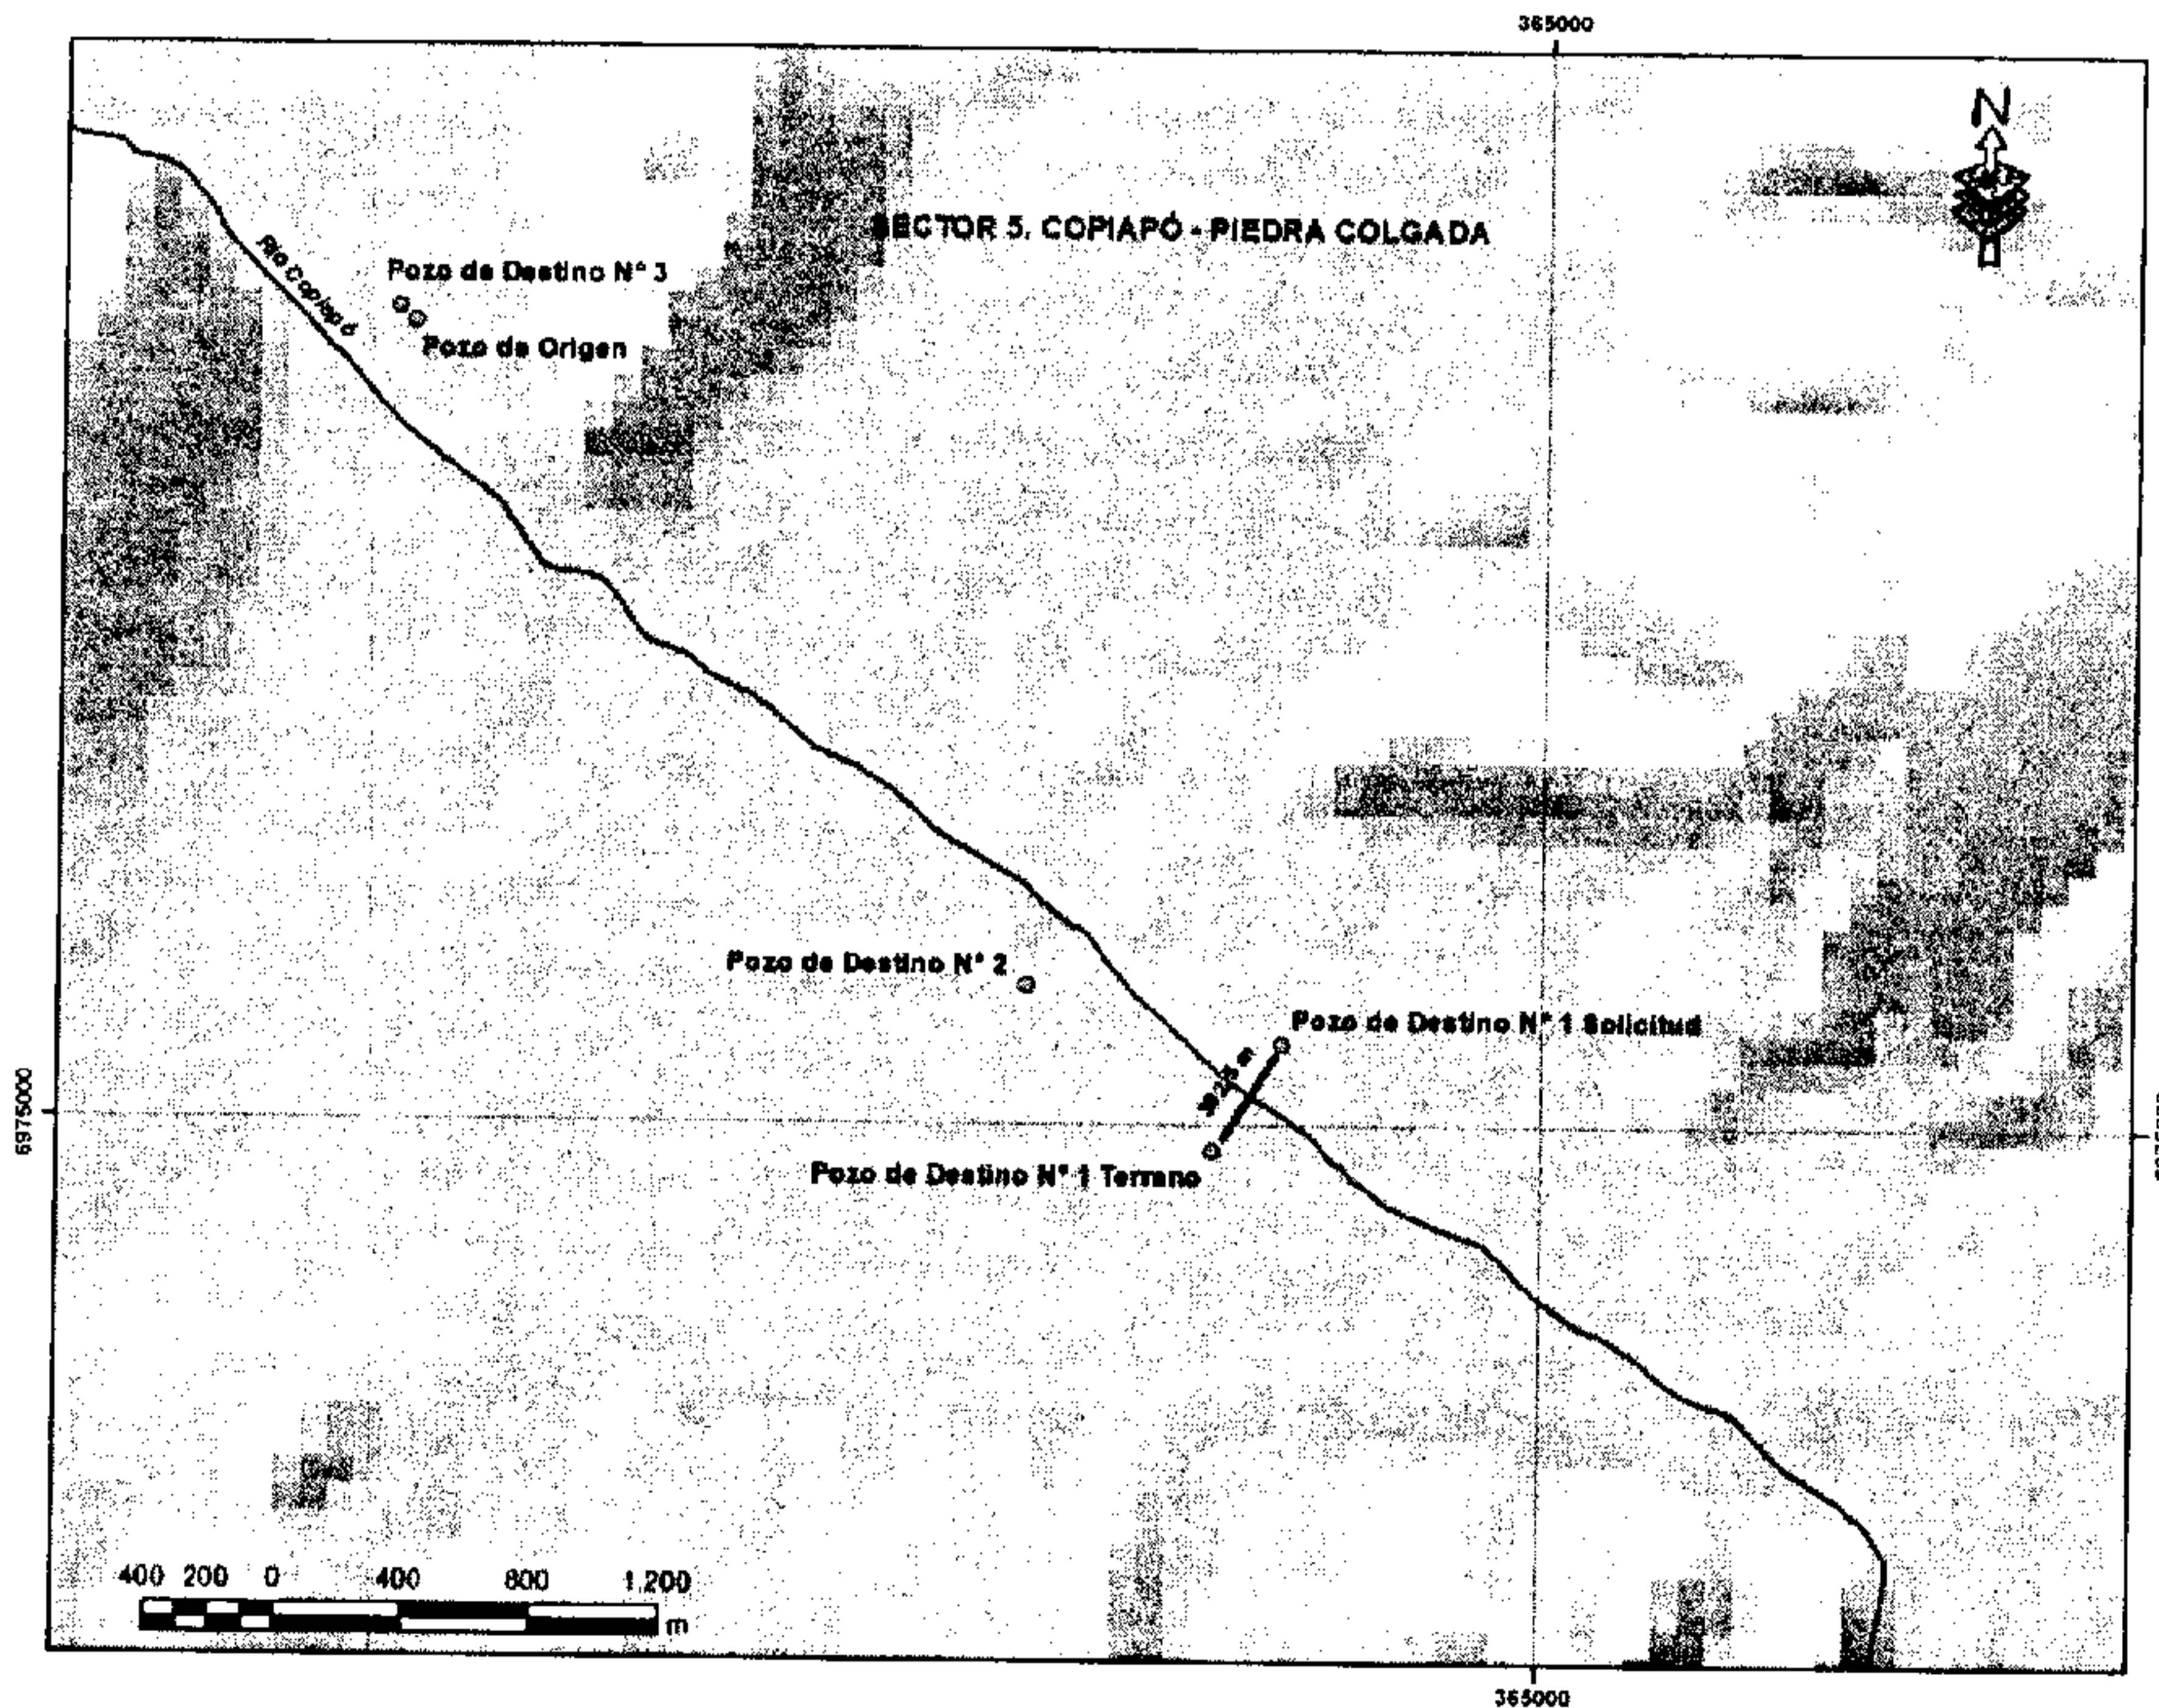 365000
N
SECTOR 5. COPIAPÓ - PIEDRA COLGADA
Río Copiapó
Pozo de Destino N° 3
Pozo de Origen
Pozo de Destino N° 2
Pozo de Destino N° 1 Solicitud
Pozo de Destino N° 1 Terreno
6975000
400 200 0 400 800 1.200
m
365000